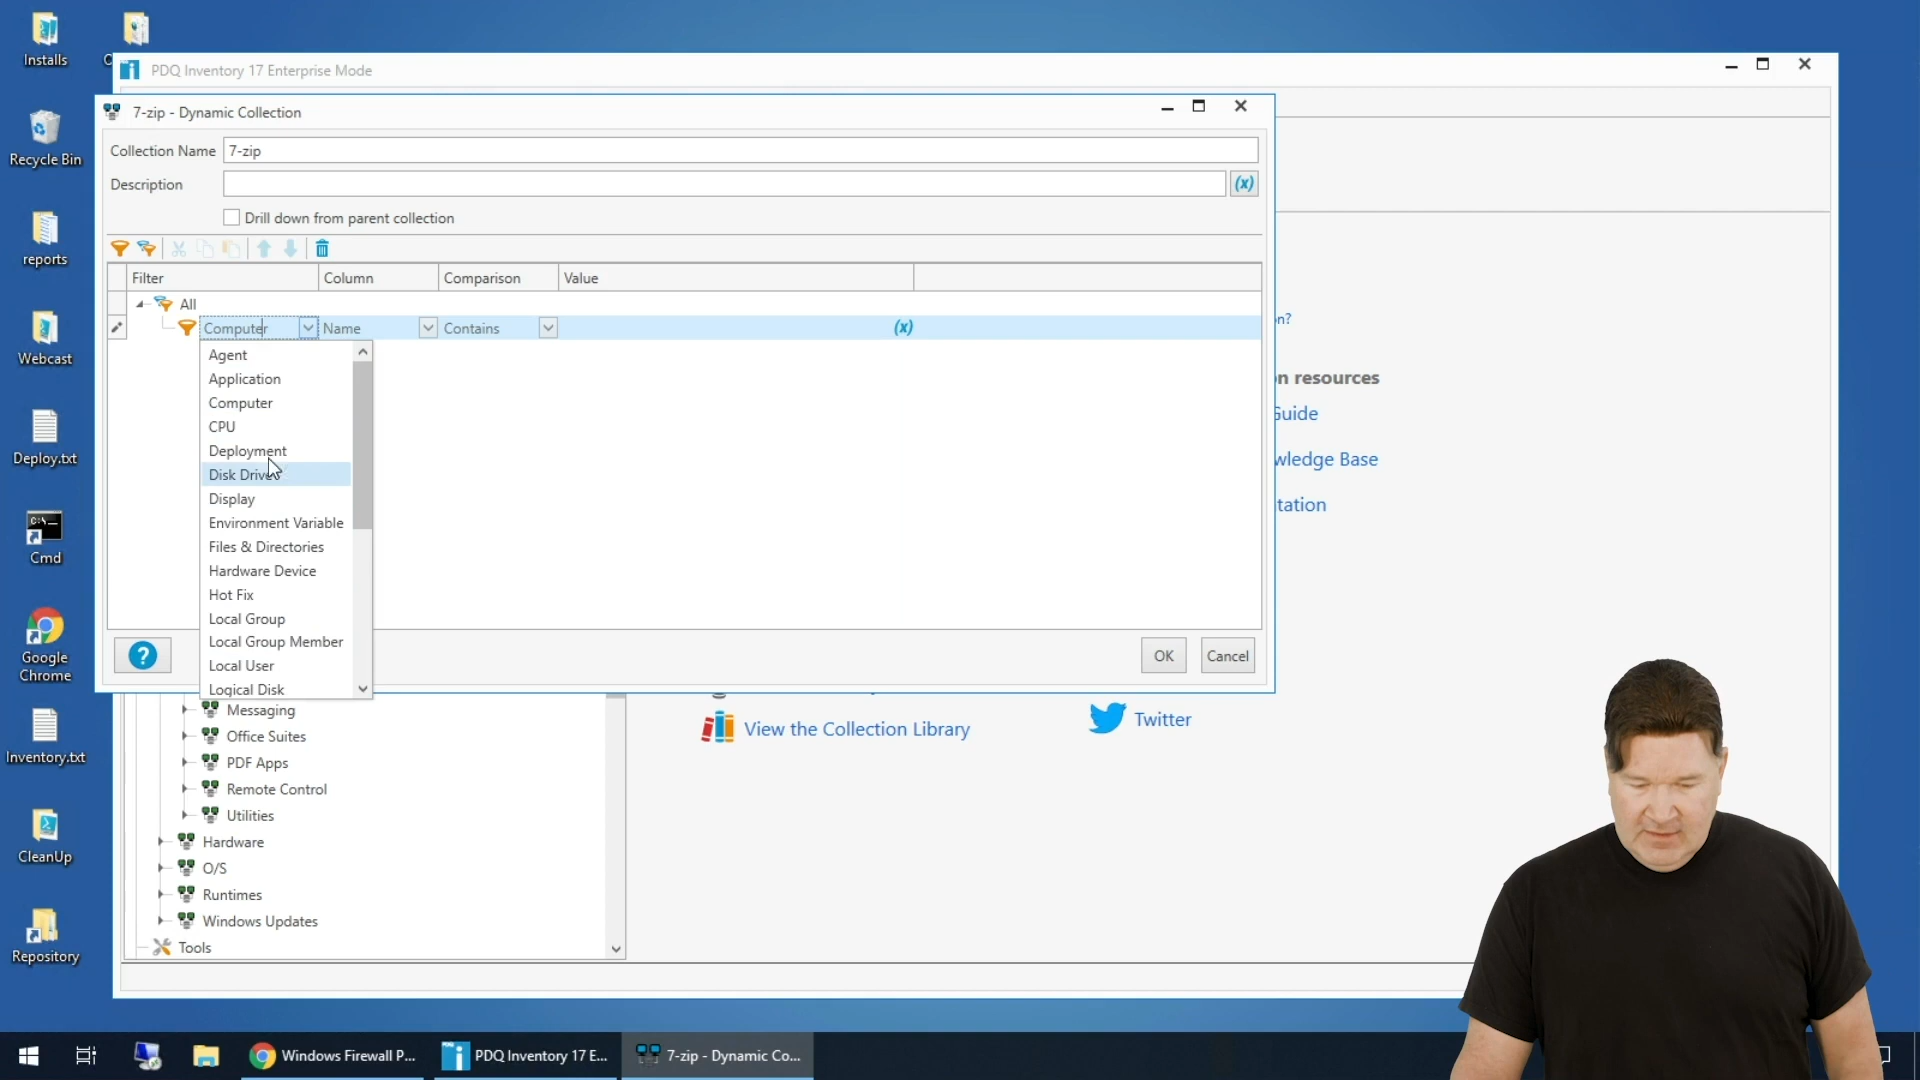 Installs
Recycle Bin
reports
Webcast
Deploy.txt
Cmd
Google
Chrome
Inventory.txt
CleanUp
Repository
PDQ Inventory 17 Enterprise Mode
7-zip - Dynamic Collection
Collection Name
7-zip
Description
(x)
Drill down from parent collection
Filter
Column
Comparison
Value
All
Computer
Name
Contains
(x)
Agent
Application
Computer
CPU
Deployment
Disk Drive
Display
Environment Variable
Files & Directories
Hardware Device
Hot Fix
Local Group
Local Group Member
Local User
Logical Disk
?
OK
Cancel
n?
n resources
Guide
wledge Base
tation
Messaging
Office Suites
PDF Apps
Remote Control
Utilities
Hardware
O/S
Runtimes
Windows Updates
Tools
View the Collection Library
Twitter
Windows Firewall P...
PDQ Inventory 17 E...
7-zip - Dynamic Co...